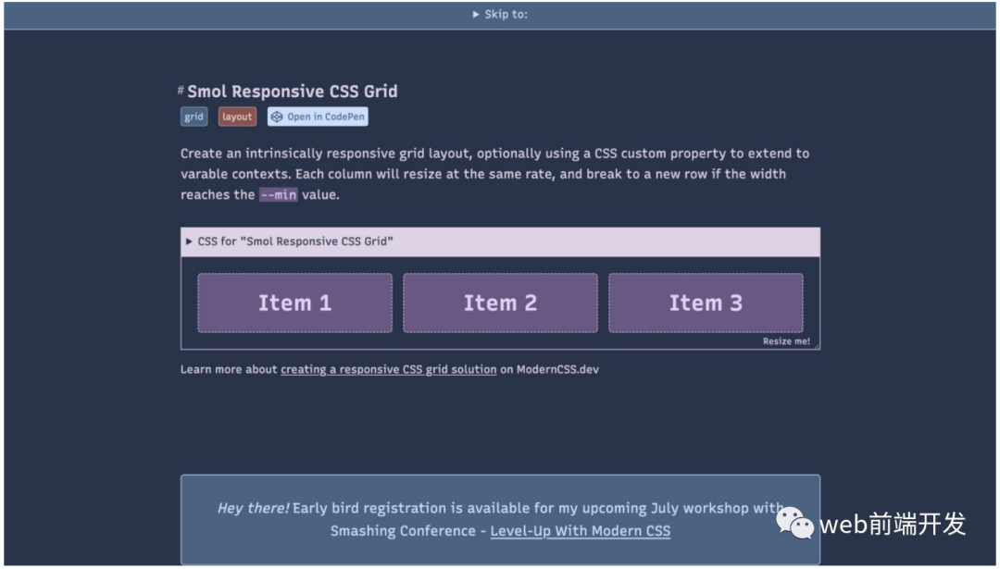 ▶ Skip to:
# Smol Responsive CSS Grid
grid layout Open in CodePen
Create an intrinsically responsive grid layout, optionally using a CSS custom property to extend to
varable contexts. Each column will resize at the same rate, and break to a new row if the width
reaches the --min value.
▶ CSS for "Smol Responsive CSS Grid"
Item 1 Item 2 Item 3
Resize me!
Learn more about creating a responsive CSS grid solution on ModernCSS.dev
Hey there! Early bird registration is available for my upcoming July workshop with
Smashing Conference - Level-Up With Modern CSS
web前端开发